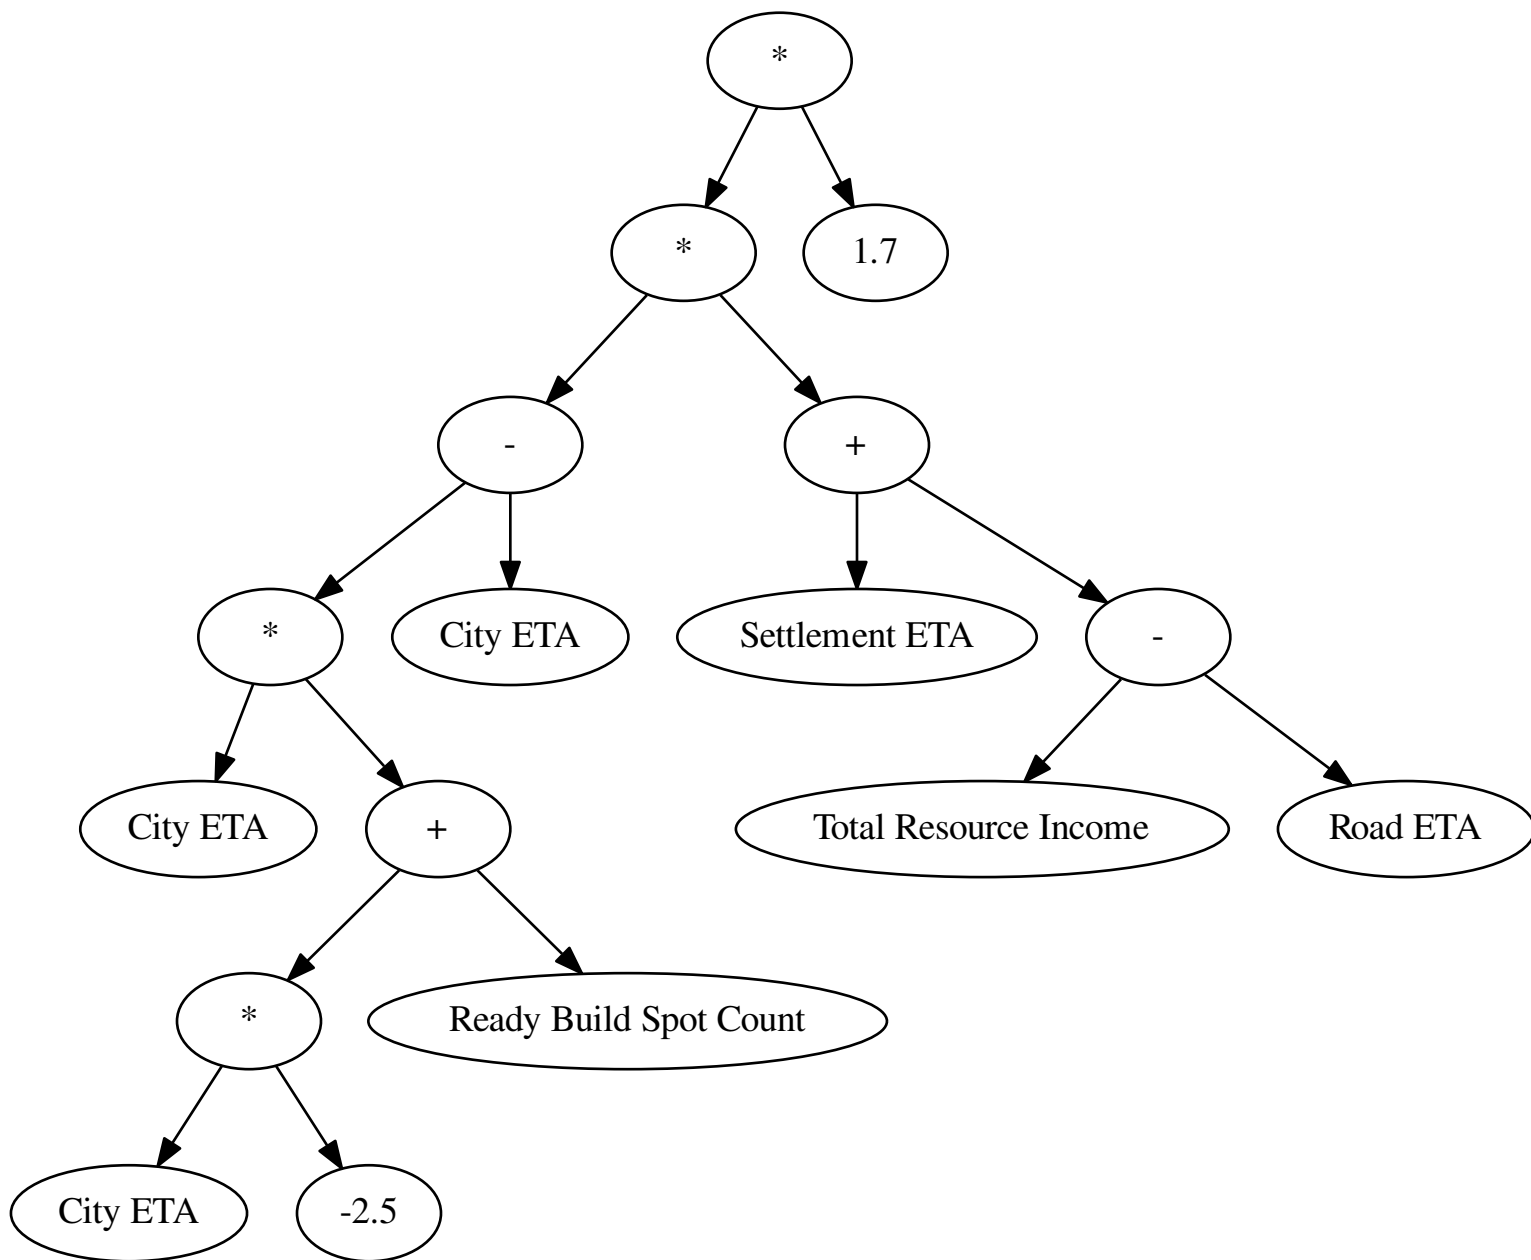 *
*
1.7
-
+
*
City ETA
Settlement ETA
-
City ETA
+
Total Resource Income
Road ETA
*
Ready Build Spot Count
City ETA
-2.5